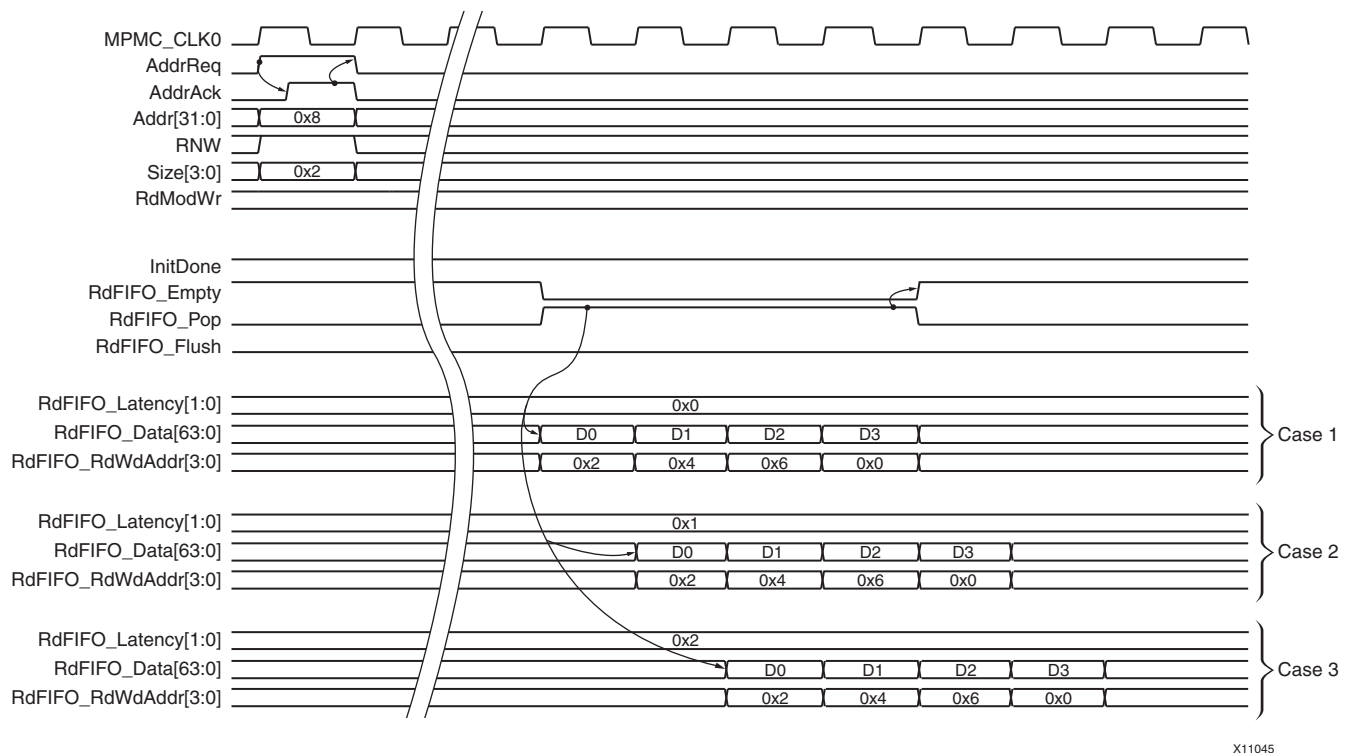 MPMC_CLK0
AddrReq
AddrAck
Addr[31:0] 0x8
RNW
Size[3:0] 0x2
RdModWr
InitDone
RdFIFO_Empty
RdFIFO_Pop
RdFIFO_Flush
RdFIFO_Latency[1:0] 0x0
RdFIFO_Data[63:0] D0 D1 D2 D3
Case 1
RdFIFO_RdWdAddr[3:0] 0x2 0x4 0x6 0x0
RdFIFO_Latency[1:0] 0x1
RdFIFO_Data[63:0] D0 D1 D2 D3
Case 2
RdFIFO_RdWdAddr[3:0] 0x2 0x4 0x6 0x0
RdFIFO_Latency[1:0] 0x2
RdFIFO_Data[63:0] D0 D1 D2 D3
Case 3
RdFIFO_RdWdAddr[3:0] 0x2 0x4 0x6 0x0
X11045